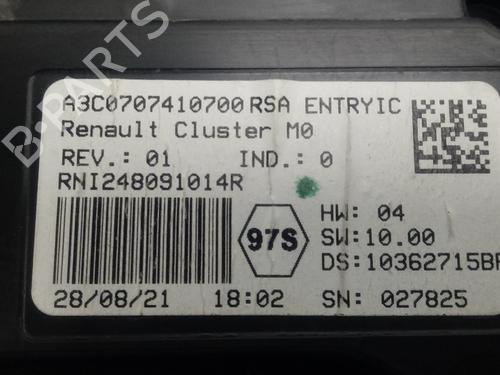 A3C0707410700 RSA ENTRYIC
Renault Cluster M0
REV.: 01 IND.: 0
RNI248091014R
HW: 04
97S
SW:10.00
DS:10362715BF
28/08/21 18:02 SN: 027825
B-PARTS